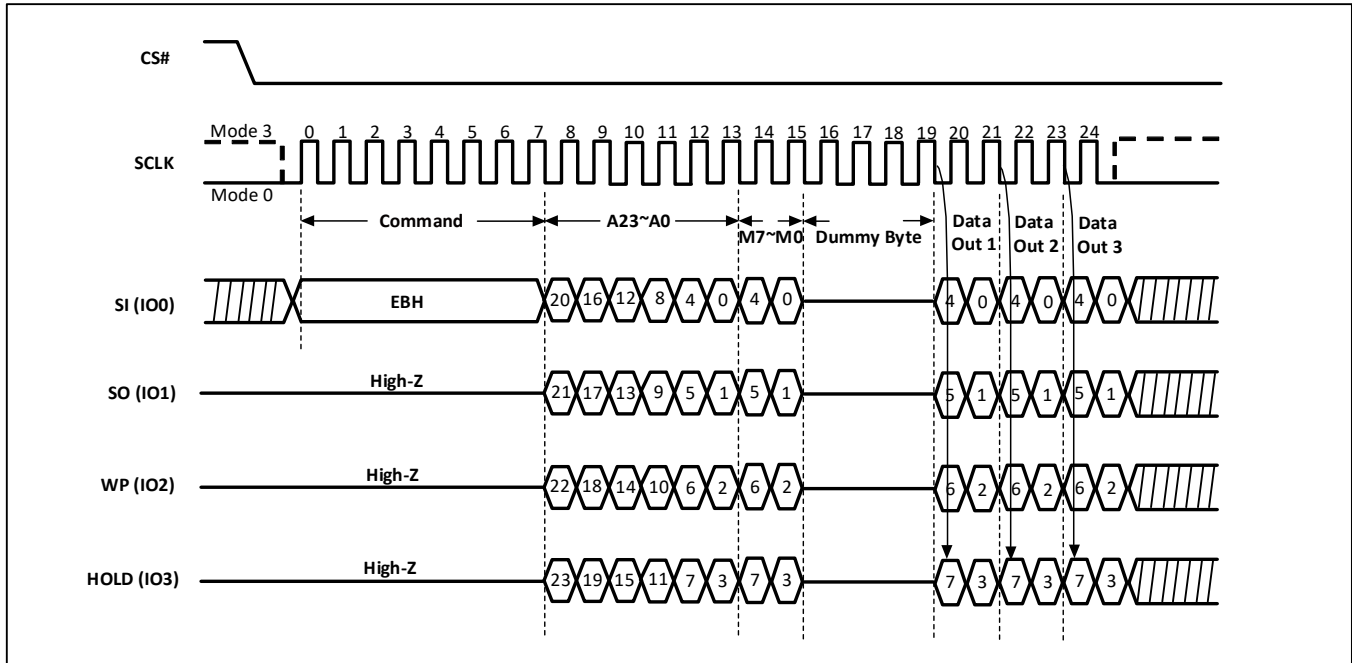 CS#
Mode 3
0 1 2 3 4 5 6 7 8 9 10 11 12 13 14 15 16 17 18 19 20 21 22 23 24
SCLK
Mode 0
Command A23~A0 M7~M0 Dummy Byte Data Out 1 Data Out 2 Data Out 3
SI (IO0) EBH 20 16 12 8 4 0 4 0 4 0 4 0 4 0
SO (IO1) High-Z 21 17 13 9 5 1 5 1 5 1 5 1 5 1
WP (IO2) High-Z 22 18 14 10 6 2 6 2 6 2 6 2 6 2
HOLD (IO3) High-Z 23 19 15 11 7 3 7 3 7 3 7 3 7 3